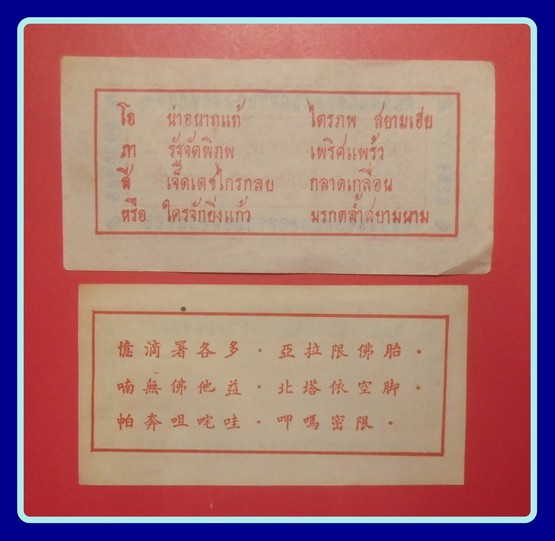 โอ น่าอนาถแท้ ไตรภพ สยามเฮีย
ภา รัฐจัดพิภพ เพริศแพร้ว
สี่ เจ็ดเดชไกรกลย กลาดเกลื่อน
หรือ ใครจักยิ่งแก้ว มรกตล้ำสยามนาม
憶滴署各多·亞拉限佛胎·
喃無佛他益·北塔依空脚·
帕奔咀咤哇·呷嗎密限·